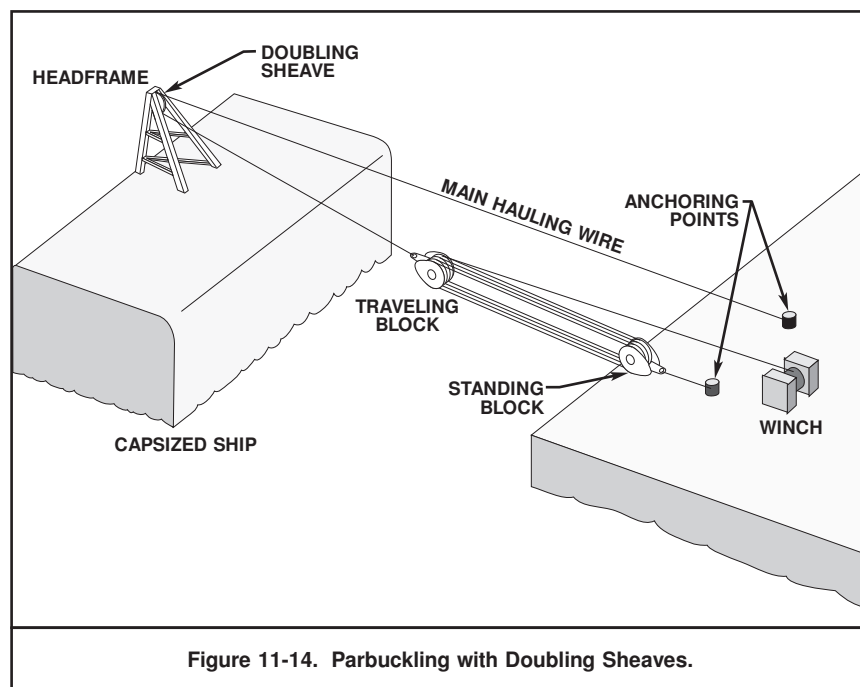 DOUBLING
SHEAVE
HEADFRAME
MAIN HAULING WIRE
ANCHORING
POINTS
TRAVELING
BLOCK
STANDING
BLOCK
WINCH
CAPSIZED SHIP
Figure 11-14. Parbuckling with Doubling Sheaves.